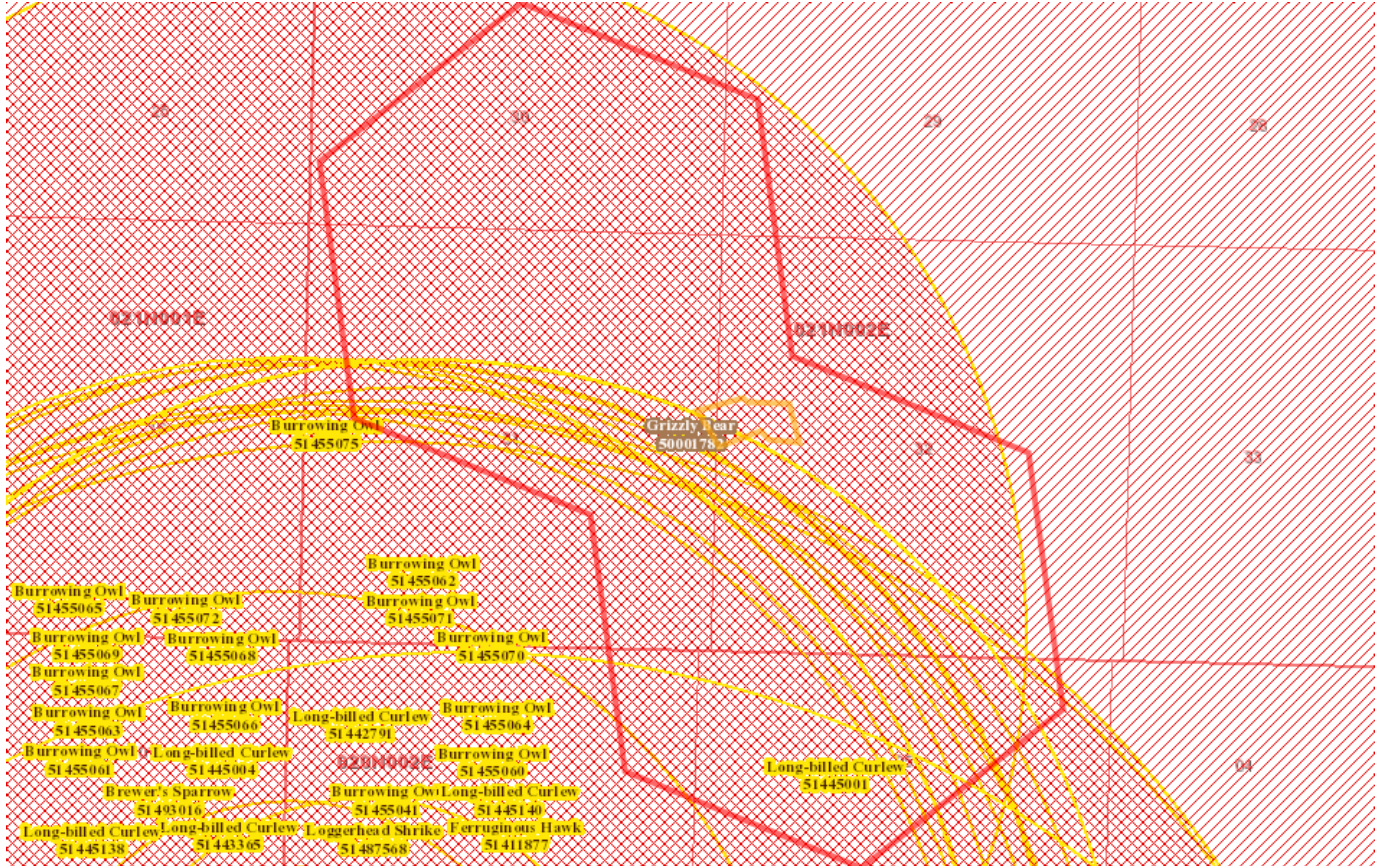 26
30
29
28
021N001E
021N002E
Burrowing Owl
51455075
31
Grizzly Bear
50001782
32
33
Burrowing Owl
51455062
Burrowing Owl
51455065
Burrowing Owl
51455072
Burrowing Owl
51455071
Burrowing Owl
51455069
Burrowing Owl
51455068
Burrowing Owl
51455070
Burrowing Owl
51455067
Burrowing Owl
51455063
Burrowing Owl
51455066
Long-billed Curlew
51442791
Burrowing Owl
51455064
Burrowing Owl
51455061
Long-billed Curlew
51445004
020N002E
Burrowing Owl
51455060
Long-billed Curlew
51445001
04
Brewer's Sparrow
51493016
Burrowing Owl
51455041
Long-billed Curlew
51445140
Long-billed Curlew
51445138
Long-billed Curlew
51443365
Loggerhead Shrike
51487568
Ferruginous Hawk
51411877